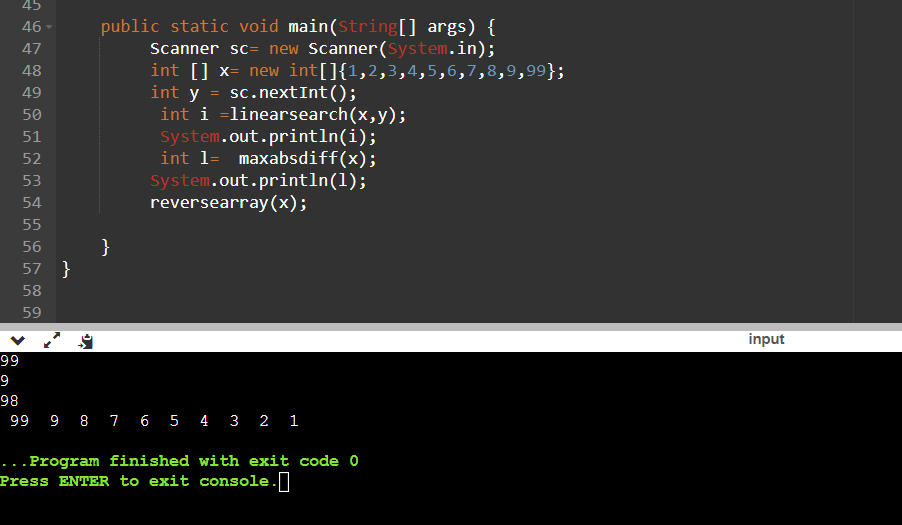 45
46 public static void main(String[] args) {
47 Scanner sc= new Scanner(System.in);
48 int [] x= new int[]{1,2,3,4,5,6,7,8,9,99};
49 int y = sc.nextInt();
50 int i =linearsearch(x,y);
51 System.out.println(i);
52 int l=  maxabsdiff(x);
53 System.out.println(l);
54 reversearray(x);
55
56 }
57 }
58
59
input
99
9
98
99  9  8  7  6  5  4  3  2  1
...Program finished with exit code 0
Press ENTER to exit console.